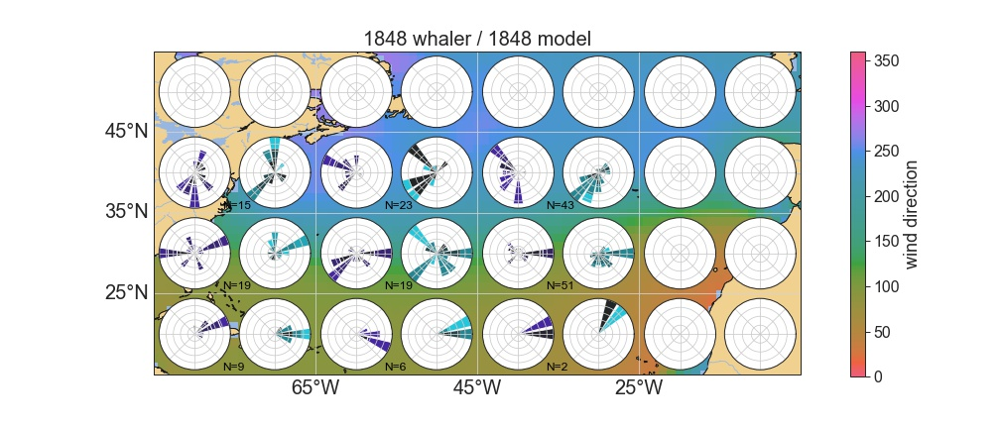 1848 whaler / 1848 model
45°N
35°N
25°N
65°W
45°W
25°W
N=15
N=23
N=43
N=19
N=19
N=51
N=9
N=6
N=2
350
300
250
200
150
100
50
0
wind direction